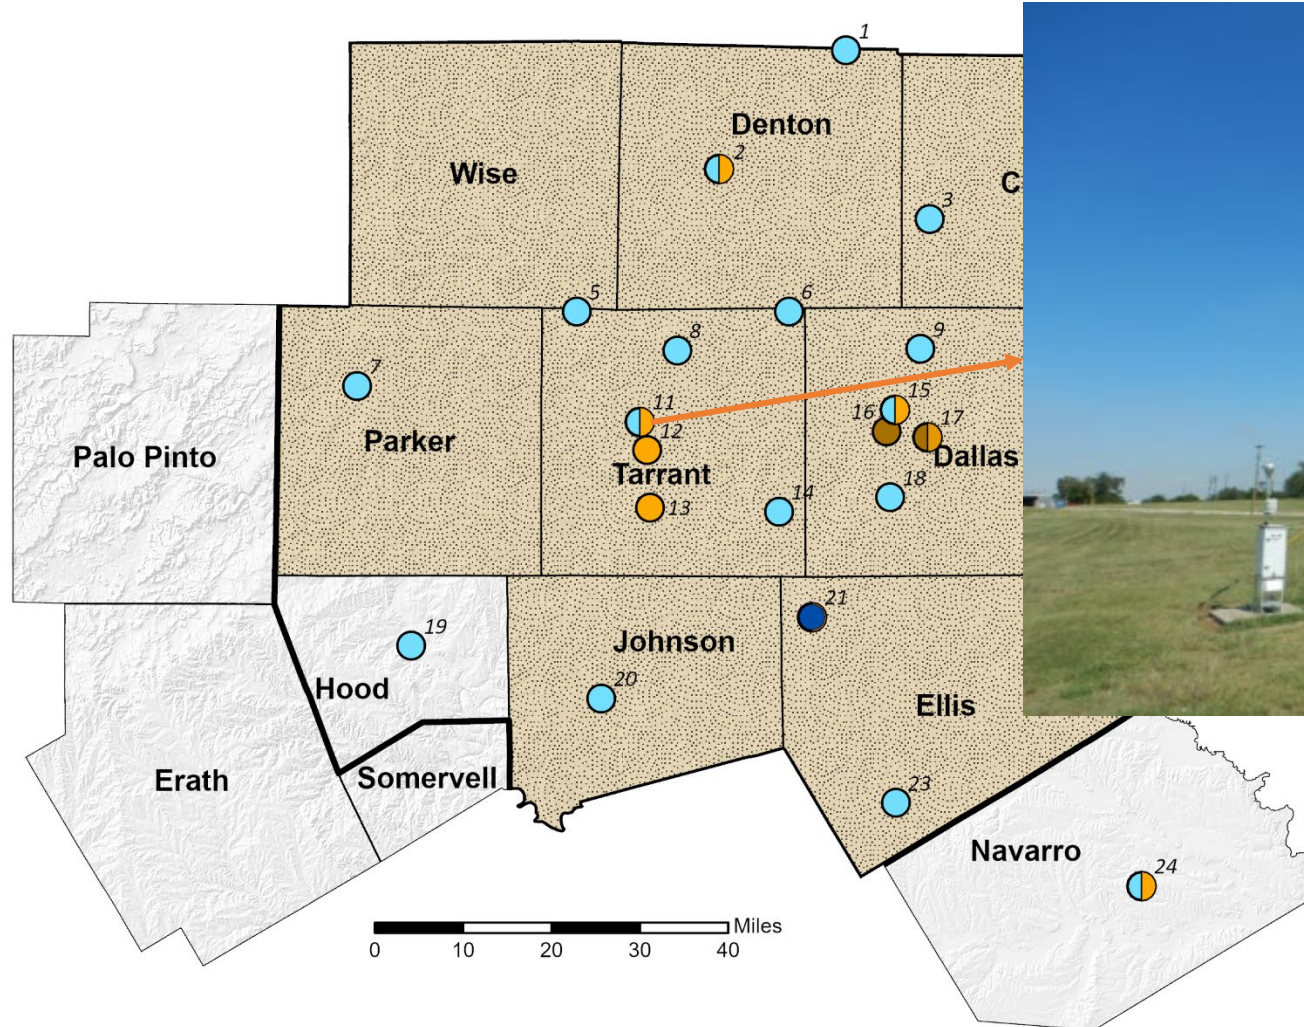 1
Denton
2
Wise
C
3
5
6
8
9
7
11
15
16
17
12
Parker
Palo Pinto
Tarrant
Dallas
18
14
13
21
19
Johnson
Hood
20
Ellis
Erath
Somervell
23
Navarro
24
Miles
0 10 20 30 40